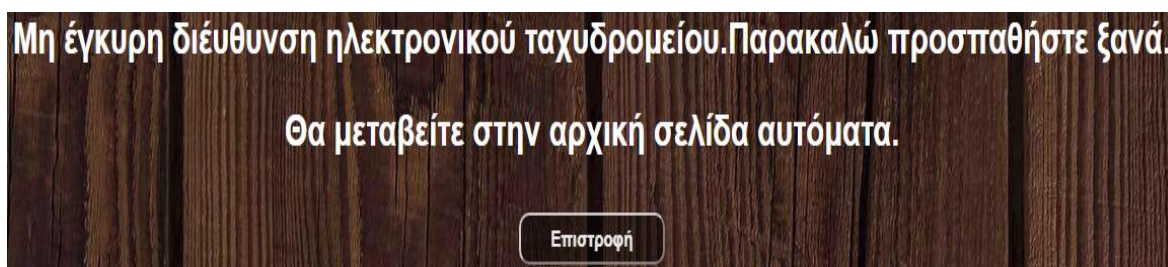 Μη έγκυρη διέυθυνση ηλεκτρονικού ταχυδρομείου.Παρακαλώ προσπαθήστε ξανά.
Θα μεταβείτε στην αρχική σελίδα αυτόματα.
Επιστροφή